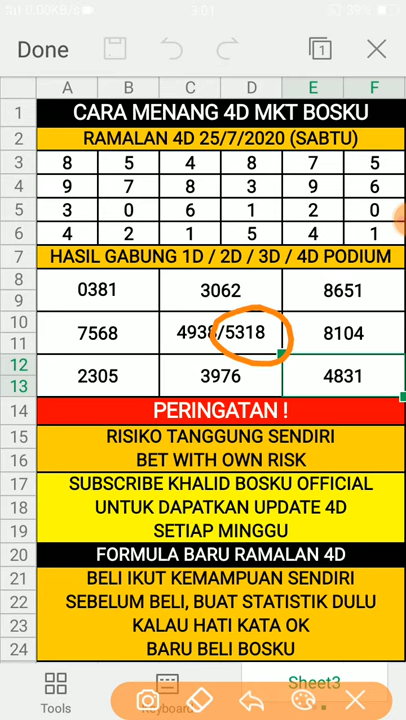 3:01
Done
1
A B C D E F
1 CARA MENANG 4D MKT BOSKU
2 RAMALAN 4D 25/7/2020 (SABTU)
3 8 5 4 8 7 5
4 9 7 8 3 9 6
5 3 0 6 1 2 0
6 4 2 1 5 4 1
7 HASIL GABUNG 1D / 2D / 3D / 4D PODIUM
8
9 0381 3062 8651
10
11 7568 4938/5318 8104
12
13 2305 3976 4831
14 PERINGATAN !
15 RISIKO TANGGUNG SENDIRI
16 BET WITH OWN RISK
17 SUBSCRIBE KHALID BOSKU OFFICIAL
18 UNTUK DAPATKAN UPDATE 4D
19 SETIAP MINGGU
20 FORMULA BARU RAMALAN 4D
21 BELI IKUT KEMAMPUAN SENDIRI
22 SEBELUM BELI, BUAT STATISTIK DULU
23 KALAU HATI KATA OK
24 BARU BELI BOSKU
Tools Keyboard Sheet3